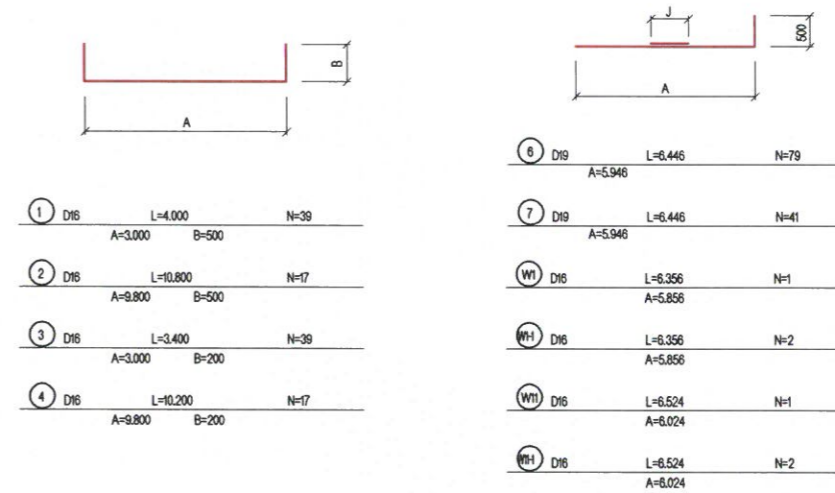 B
A
1 D16 L=4.000 N=39
A=3.000 B=500
2 D16 L=10.800 N=17
A=9.800 B=500
3 D16 L=3.400 N=39
A=3.000 B=200
4 D16 L=10.200 N=17
A=9.800 B=200
J
500
A
6 D19 L=6.446 N=79
A=5.946
7 D19 L=6.446 N=41
A=5.946
W1 D16 L=6.356 N=1
A=5.856
D16 L=6.356 N=2
A=5.856
W11 D16 L=6.524 N=1
A=6.024
D16 L=6.524 N=2
A=6.024